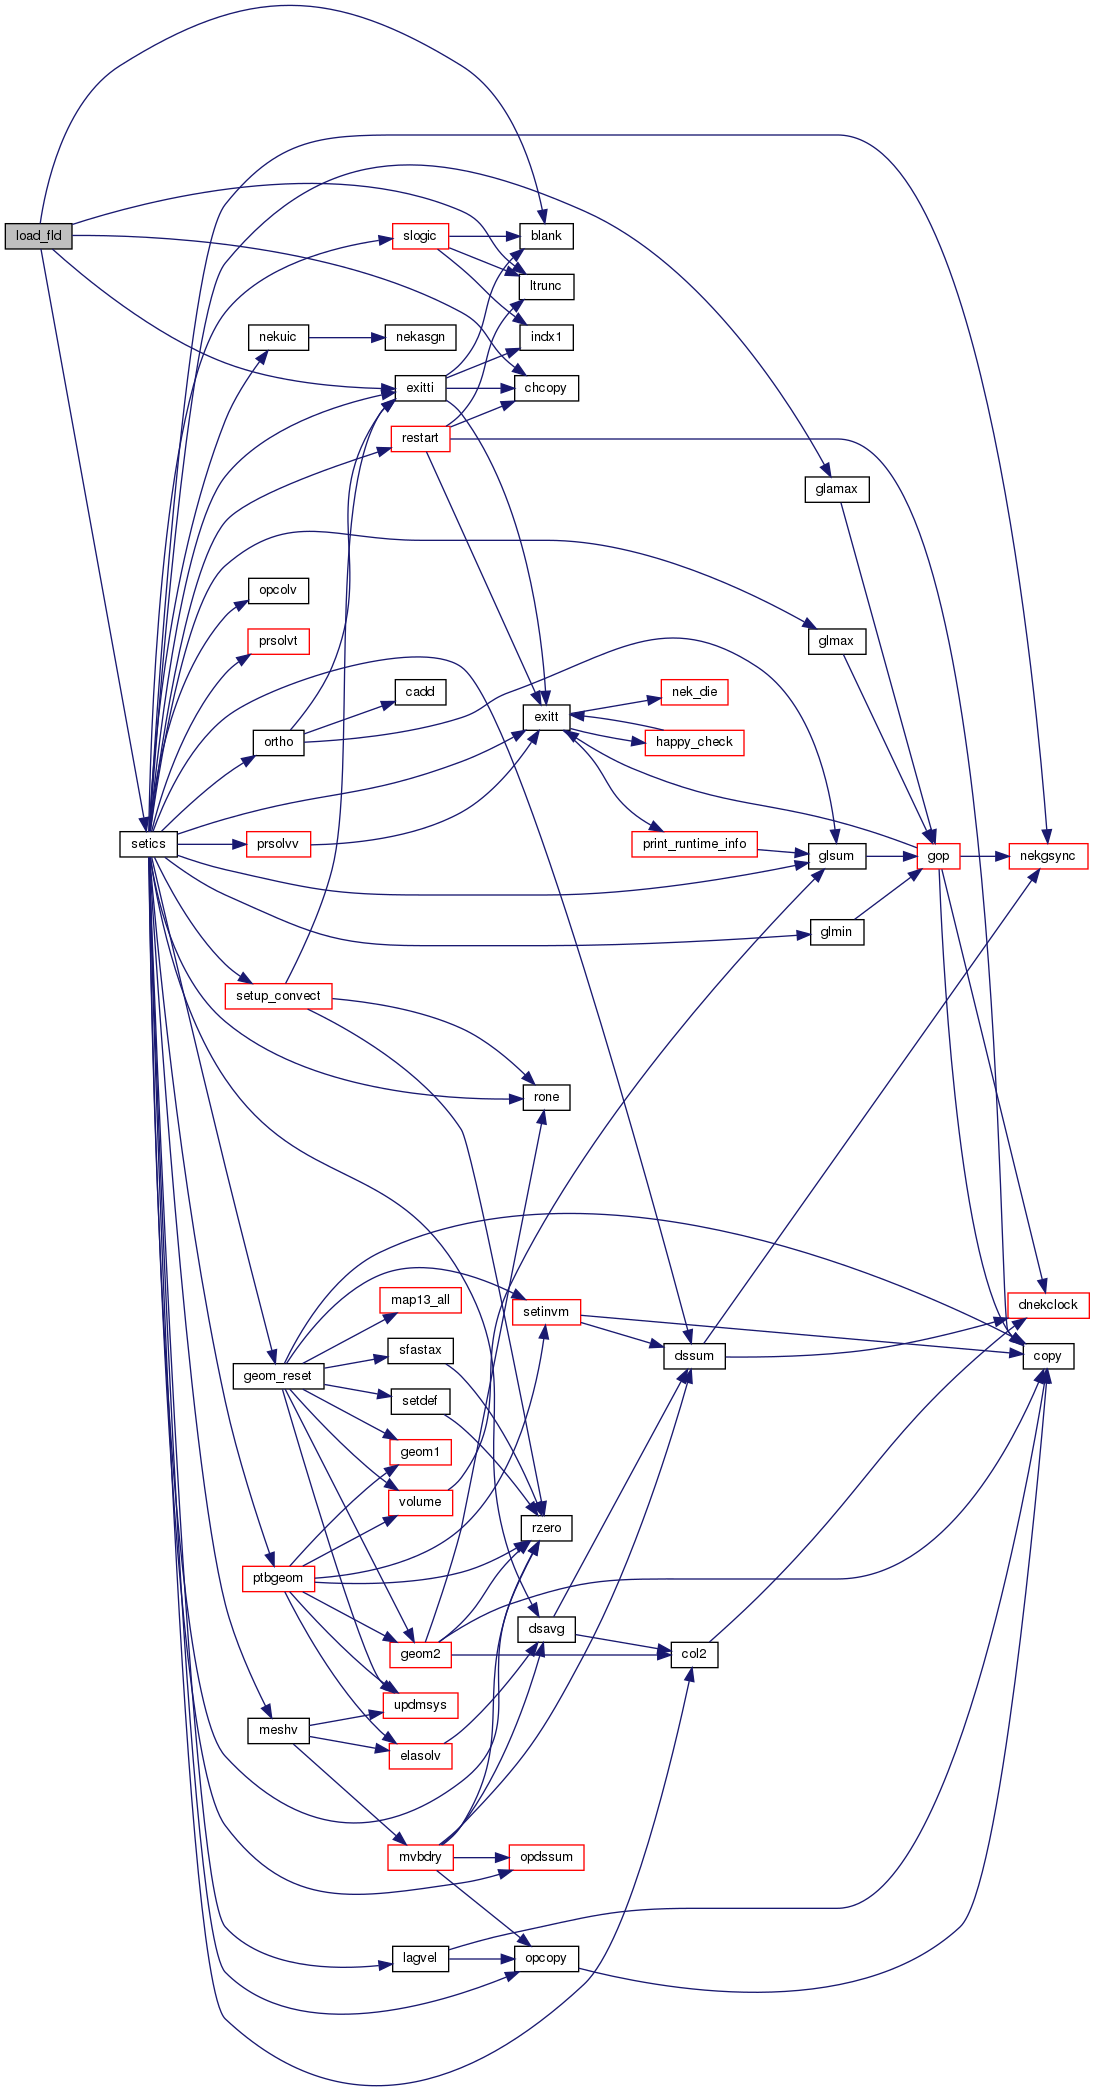 load_fld
slogic
blank
ltrunc
nekuic
nekasgn
indx1
exitti
chcopy
restart
glamax
opcolv
prsolvt
glmax
cadd
nek_die
exitt
ortho
happy_check
setics
prsolvv
print_runtime_info
glsum
gop
nekgsync
glmin
setup_convect
rone
map13_all
setinvm
dnekclock
sfastax
dssum
copy
geom_reset
setdef
geom1
volume
rzero
ptbgeom
dsavg
geom2
col2
updmsys
meshv
elasolv
mvbdry
opdssum
lagvel
opcopy